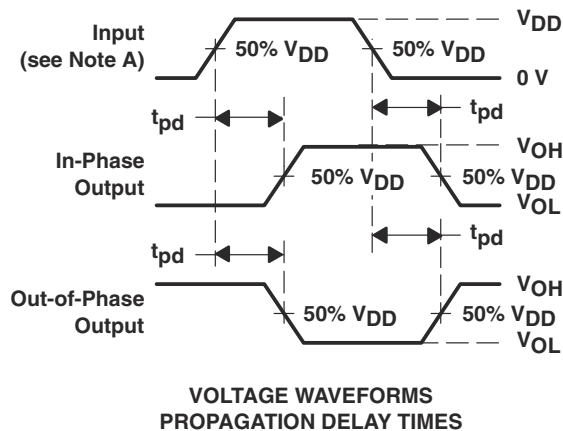 Input
(see Note A)
50% VDD
50% VDD
VDD
0 V
tpd
tpd
In-Phase
Output
50% VDD
VOH
50% VDD
VOL
tpd
tpd
Out-of-Phase
Output
50% VDD
VOH
50% VDD
VOL
VOLTAGE WAVEFORMS
PROPAGATION DELAY TIMES